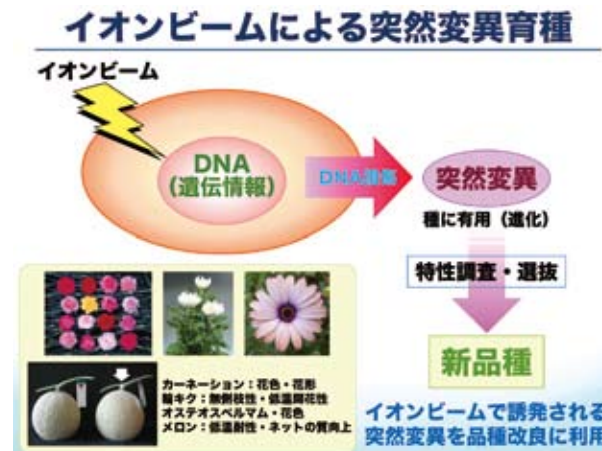 イオンビームによる突然変異育種
イオンビーム
DNA
(遺伝情報)
DNA
突然変異
種に有用(進化)
特性調査・選抜
新品種
カーネーション:花色・花形
輪キク:無側枝性・低温開花性
オステオスペルマム・花色
メロン:低温耐性・ネットの質向上
イオンビームで誘発される
突然変異を品種改良に利用